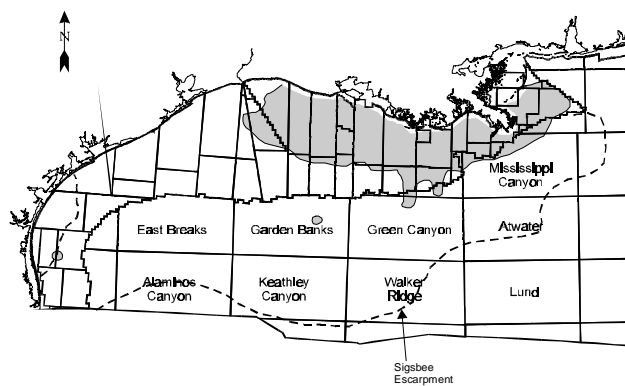 N
Mississippi
Canyon
East Breaks
Garden Banks
Green Canyon
Atwater
Alaminos
Canyon
Keathley
Canyon
Walker
Ridge
Lund
Sigsbee
Escarpment